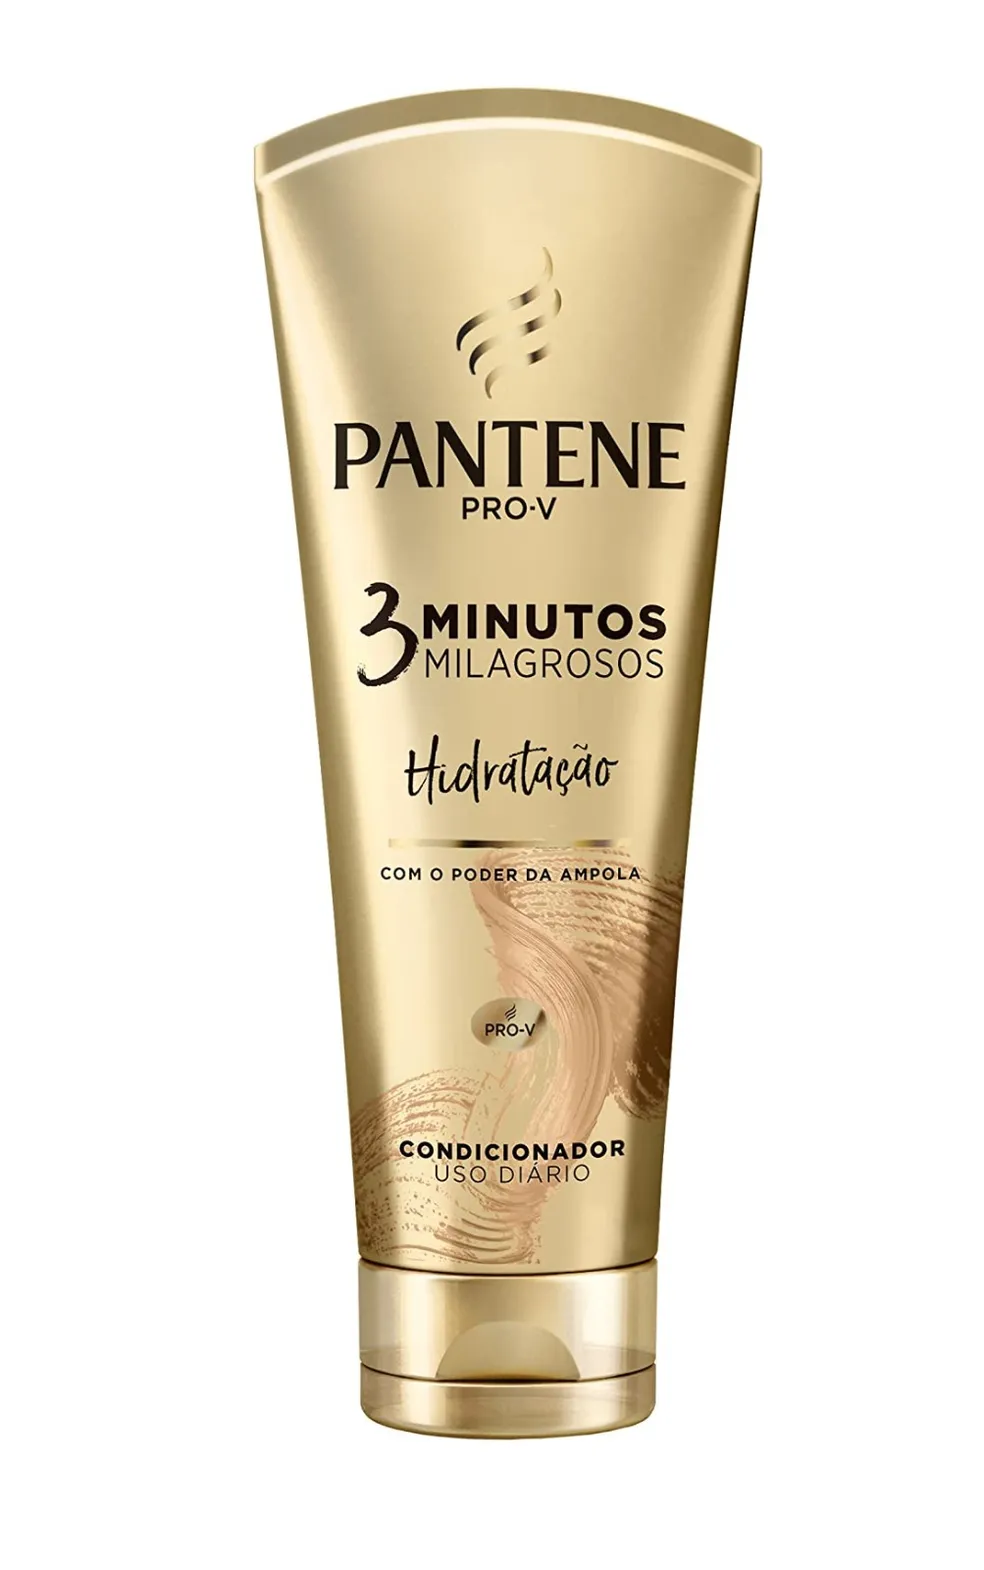 PANTENE
PRO-V
3 MINUTOS
MILAGROSOS
Hidratação
COM O PODER DA AMPOLA
PRO-V
CONDICIONADOR
USO DIÁRIO